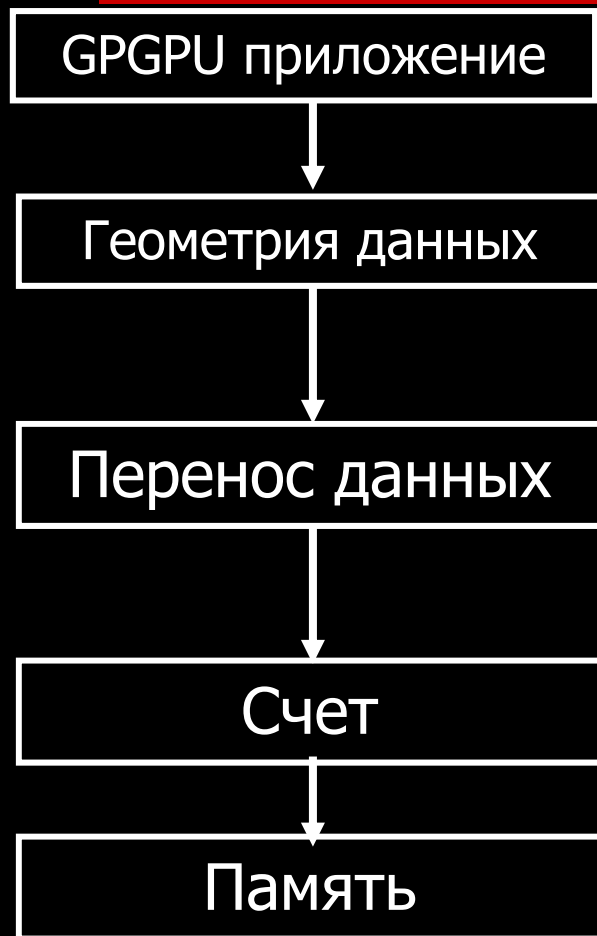 GPGPU приложение
Геометрия данных
Перенос данных
Счет
Память